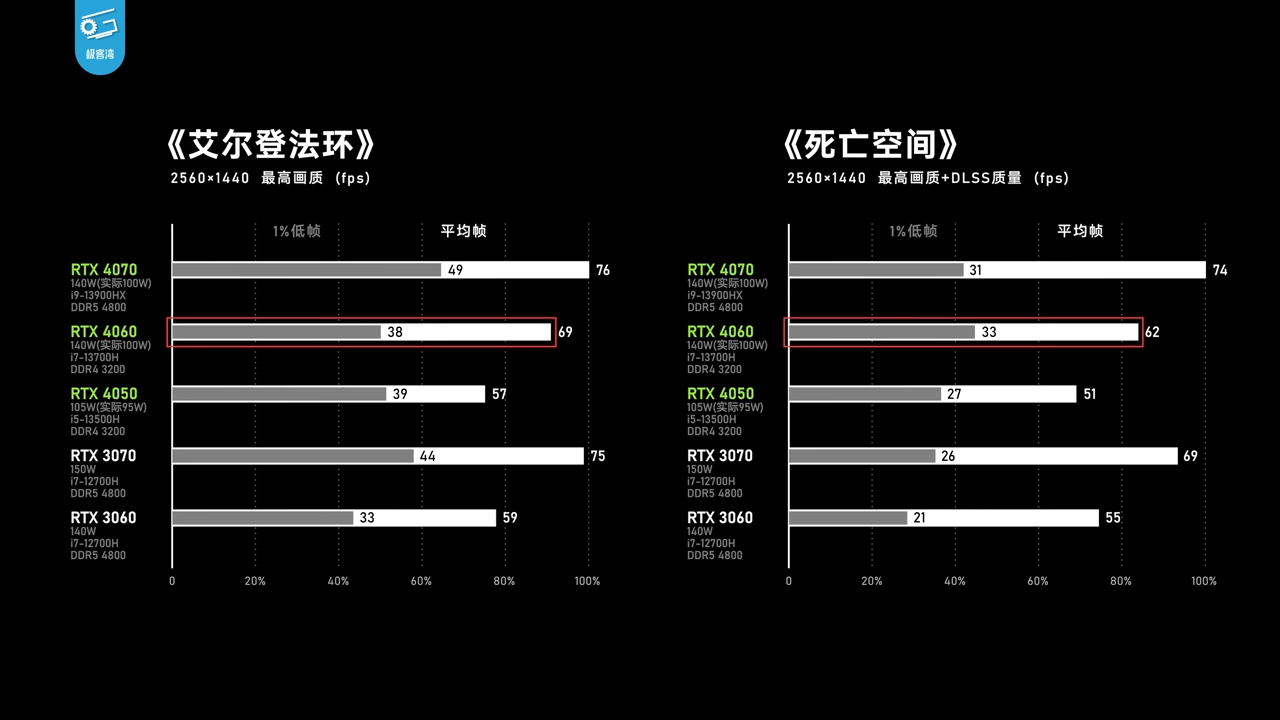 极客湾
《艾尔登法环》
2560×1440 最高画质 (fps)
1%低帧 平均帧
RTX 4070
140W(实际100W)
i9-13900HX
DDR5 4800
49 76
RTX 4060
140W(实际100W)
i7-13700H
DDR4 3200
38 69
RTX 4050
105W(实际95W)
i5-13500H
DDR4 3200
39 57
RTX 3070
150W
i7-12700H
DDR5 4800
44 75
RTX 3060
140W
i7-12700H
DDR5 4800
33 59
0 20% 40% 60% 80% 100%
《死亡空间》
2560×1440 最高画质+DLSS质量 (fps)
1%低帧 平均帧
RTX 4070
140W(实际100W)
i9-13900HX
DDR5 4800
31 74
RTX 4060
140W(实际100W)
i7-13700H
DDR4 3200
33 62
RTX 4050
105W(实际95W)
i5-13500H
DDR4 3200
27 51
RTX 3070
150W
i7-12700H
DDR5 4800
26 69
RTX 3060
140W
i7-12700H
DDR5 4800
21 55
0 20% 40% 60% 80% 100%